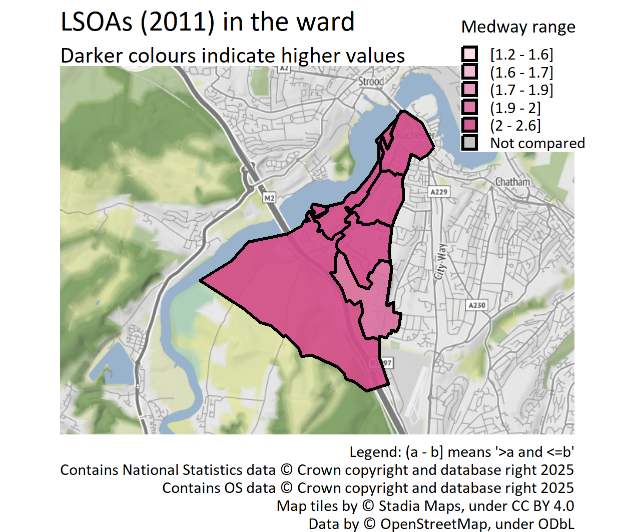 LSOAs (2011) in the ward
Darker colours indicate higher values
Medway range
[1.2 - 1.6]
(1.6 - 1.7]
(1.7 - 1.9]
(1.9 - 2]
(2 - 2.6]
Not compared
A2
Strood
A229
Chatham
M2
City Way
A230
Legend: (a - b] means '>a and <=b'
Contains National Statistics data © Crown copyright and database right 2025
Contains OS data © Crown copyright and database right 2025
Map tiles by © Stadia Maps, under CC BY 4.0
Data by © OpenStreetMap, under ODbL